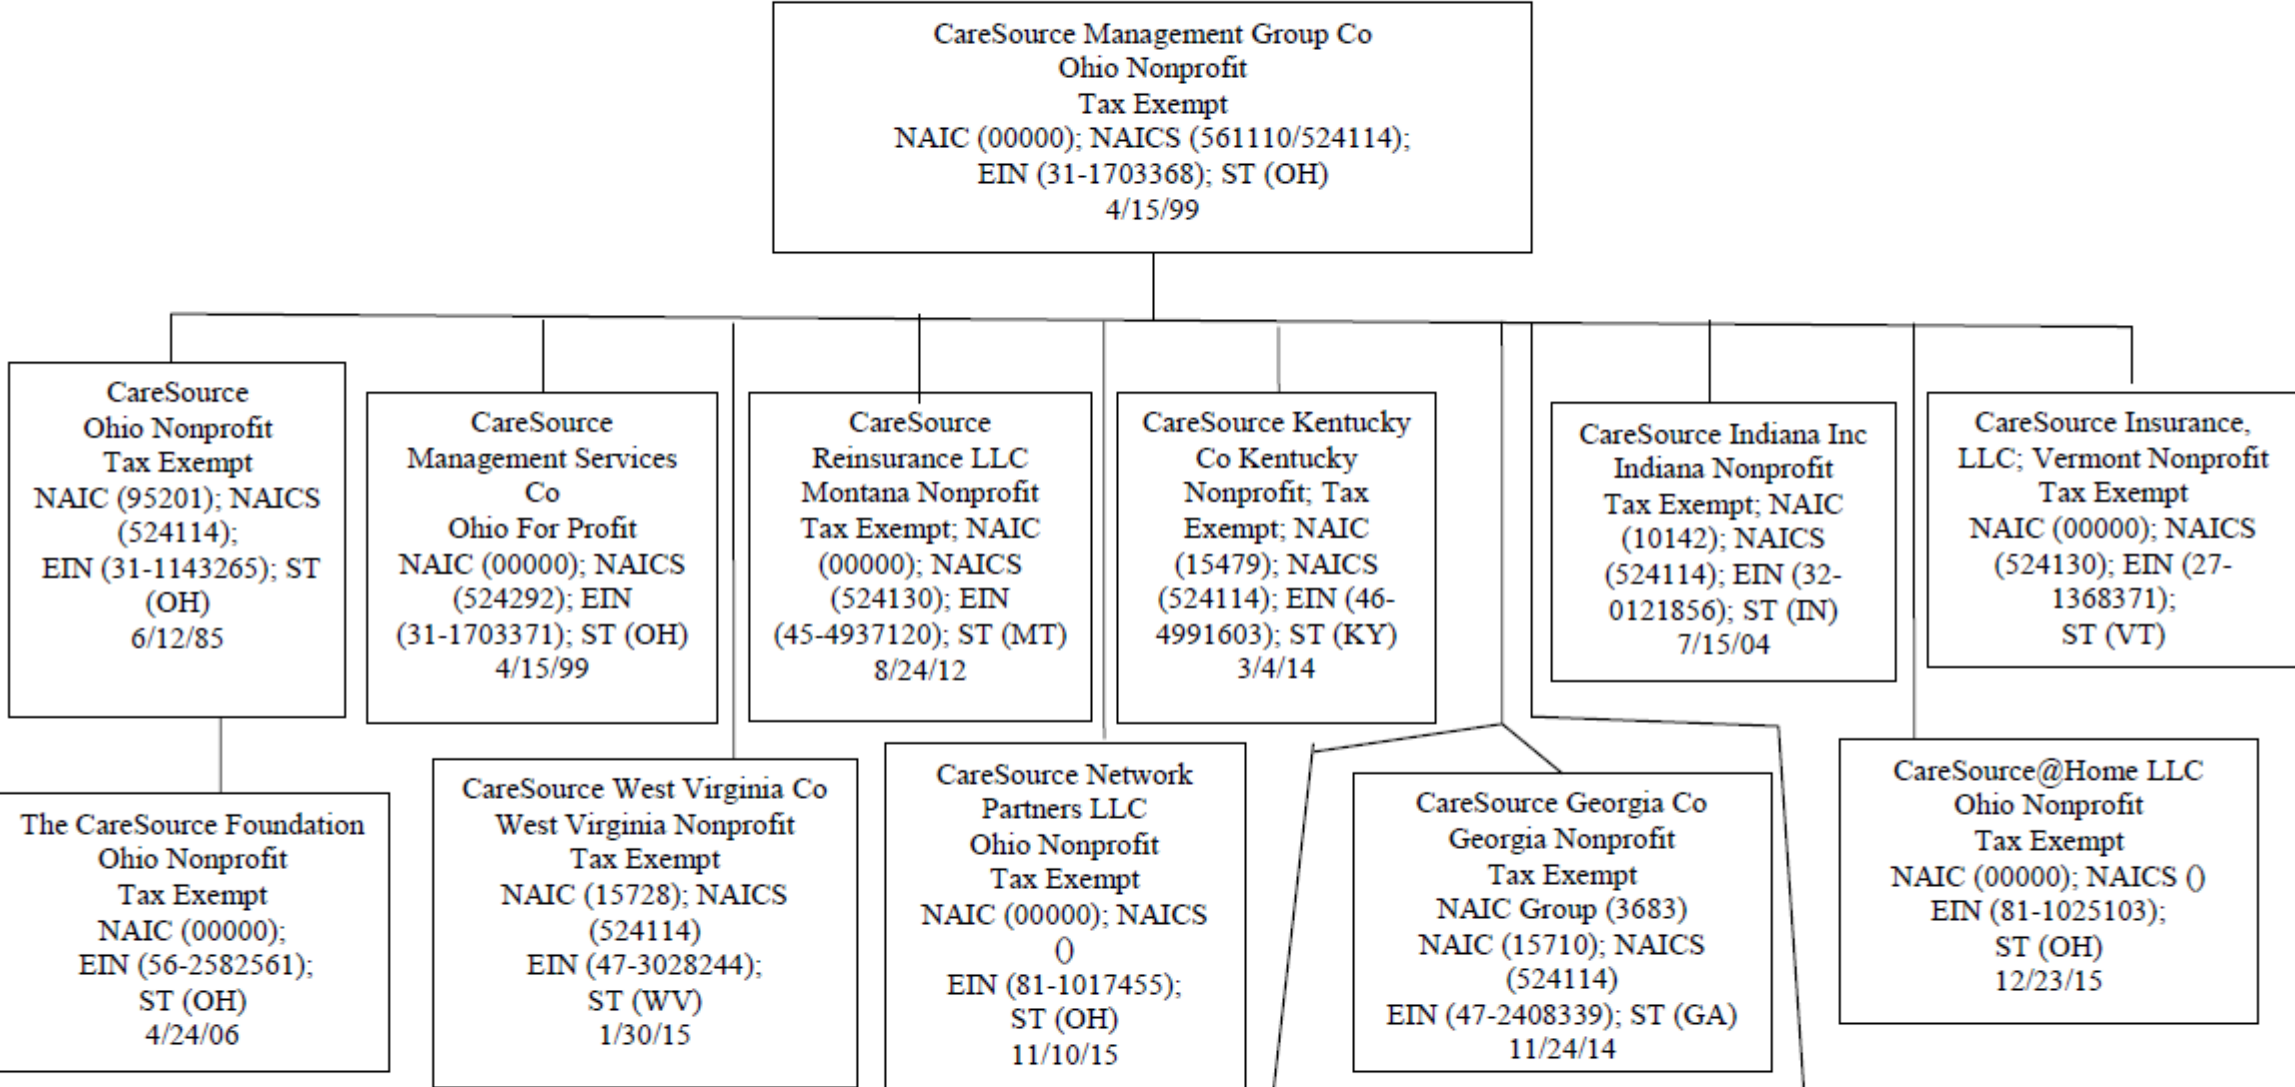 CareSource Management Group Co
Ohio Nonprofit
Tax Exempt
NAIC (00000); NAICS (561110/524114);
EIN (31-1703368); ST (OH)
4/15/99
CareSource
Ohio Nonprofit
Tax Exempt
NAIC (95201); NAICS
(524114);
EIN (31-1143265); ST
(OH)
6/12/85
CareSource
Management Services
Co
Ohio For Profit
NAIC (00000); NAICS
(524292); EIN
(31-1703371); ST (OH)
4/15/99
CareSource
Reinsurance LLC
Montana Nonprofit
Tax Exempt; NAIC
(00000); NAICS
(524130); EIN
(45-4937120); ST (MT)
8/24/12
CareSource Kentucky
Co Kentucky
Nonprofit; Tax
Exempt; NAIC
(15479); NAICS
(524114); EIN (46-
4991603); ST (KY)
3/4/14
CareSource Indiana Inc
Indiana Nonprofit
Tax Exempt; NAIC
(10142); NAICS
(524114); EIN (32-
0121856); ST (IN)
7/15/04
CareSource Insurance,
LLC; Vermont Nonprofit
Tax Exempt
NAIC (00000); NAICS
(524130); EIN (27-
1368371);
ST (VT)
The CareSource Foundation
Ohio Nonprofit
Tax Exempt
NAIC (00000);
EIN (56-2582561);
ST (OH)
4/24/06
CareSource West Virginia Co
West Virginia Nonprofit
Tax Exempt
NAIC (15728); NAICS
(524114)
EIN (47-3028244);
ST (WV)
1/30/15
CareSource Network
Partners LLC
Ohio Nonprofit
Tax Exempt
NAIC (00000); NAICS
()
EIN (81-1017455);
ST (OH)
11/10/15
CareSource Georgia Co
Georgia Nonprofit
Tax Exempt
NAIC Group (3683)
NAIC (15710); NAICS
(524114)
EIN (47-2408339); ST (GA)
11/24/14
CareSource@Home LLC
Ohio Nonprofit
Tax Exempt
NAIC (00000); NAICS ()
EIN (81-1025103);
ST (OH)
12/23/15